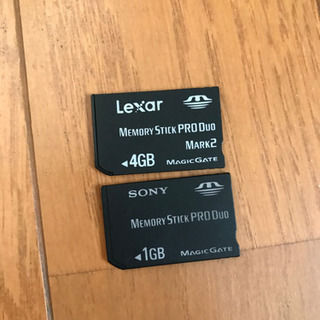 Lexar
MEMORY STICK PRO DUO
MARK2
◄4GB MAGICGATE
SONY
MEMORY STICK PRO DUO
◄1GB MAGICGATE